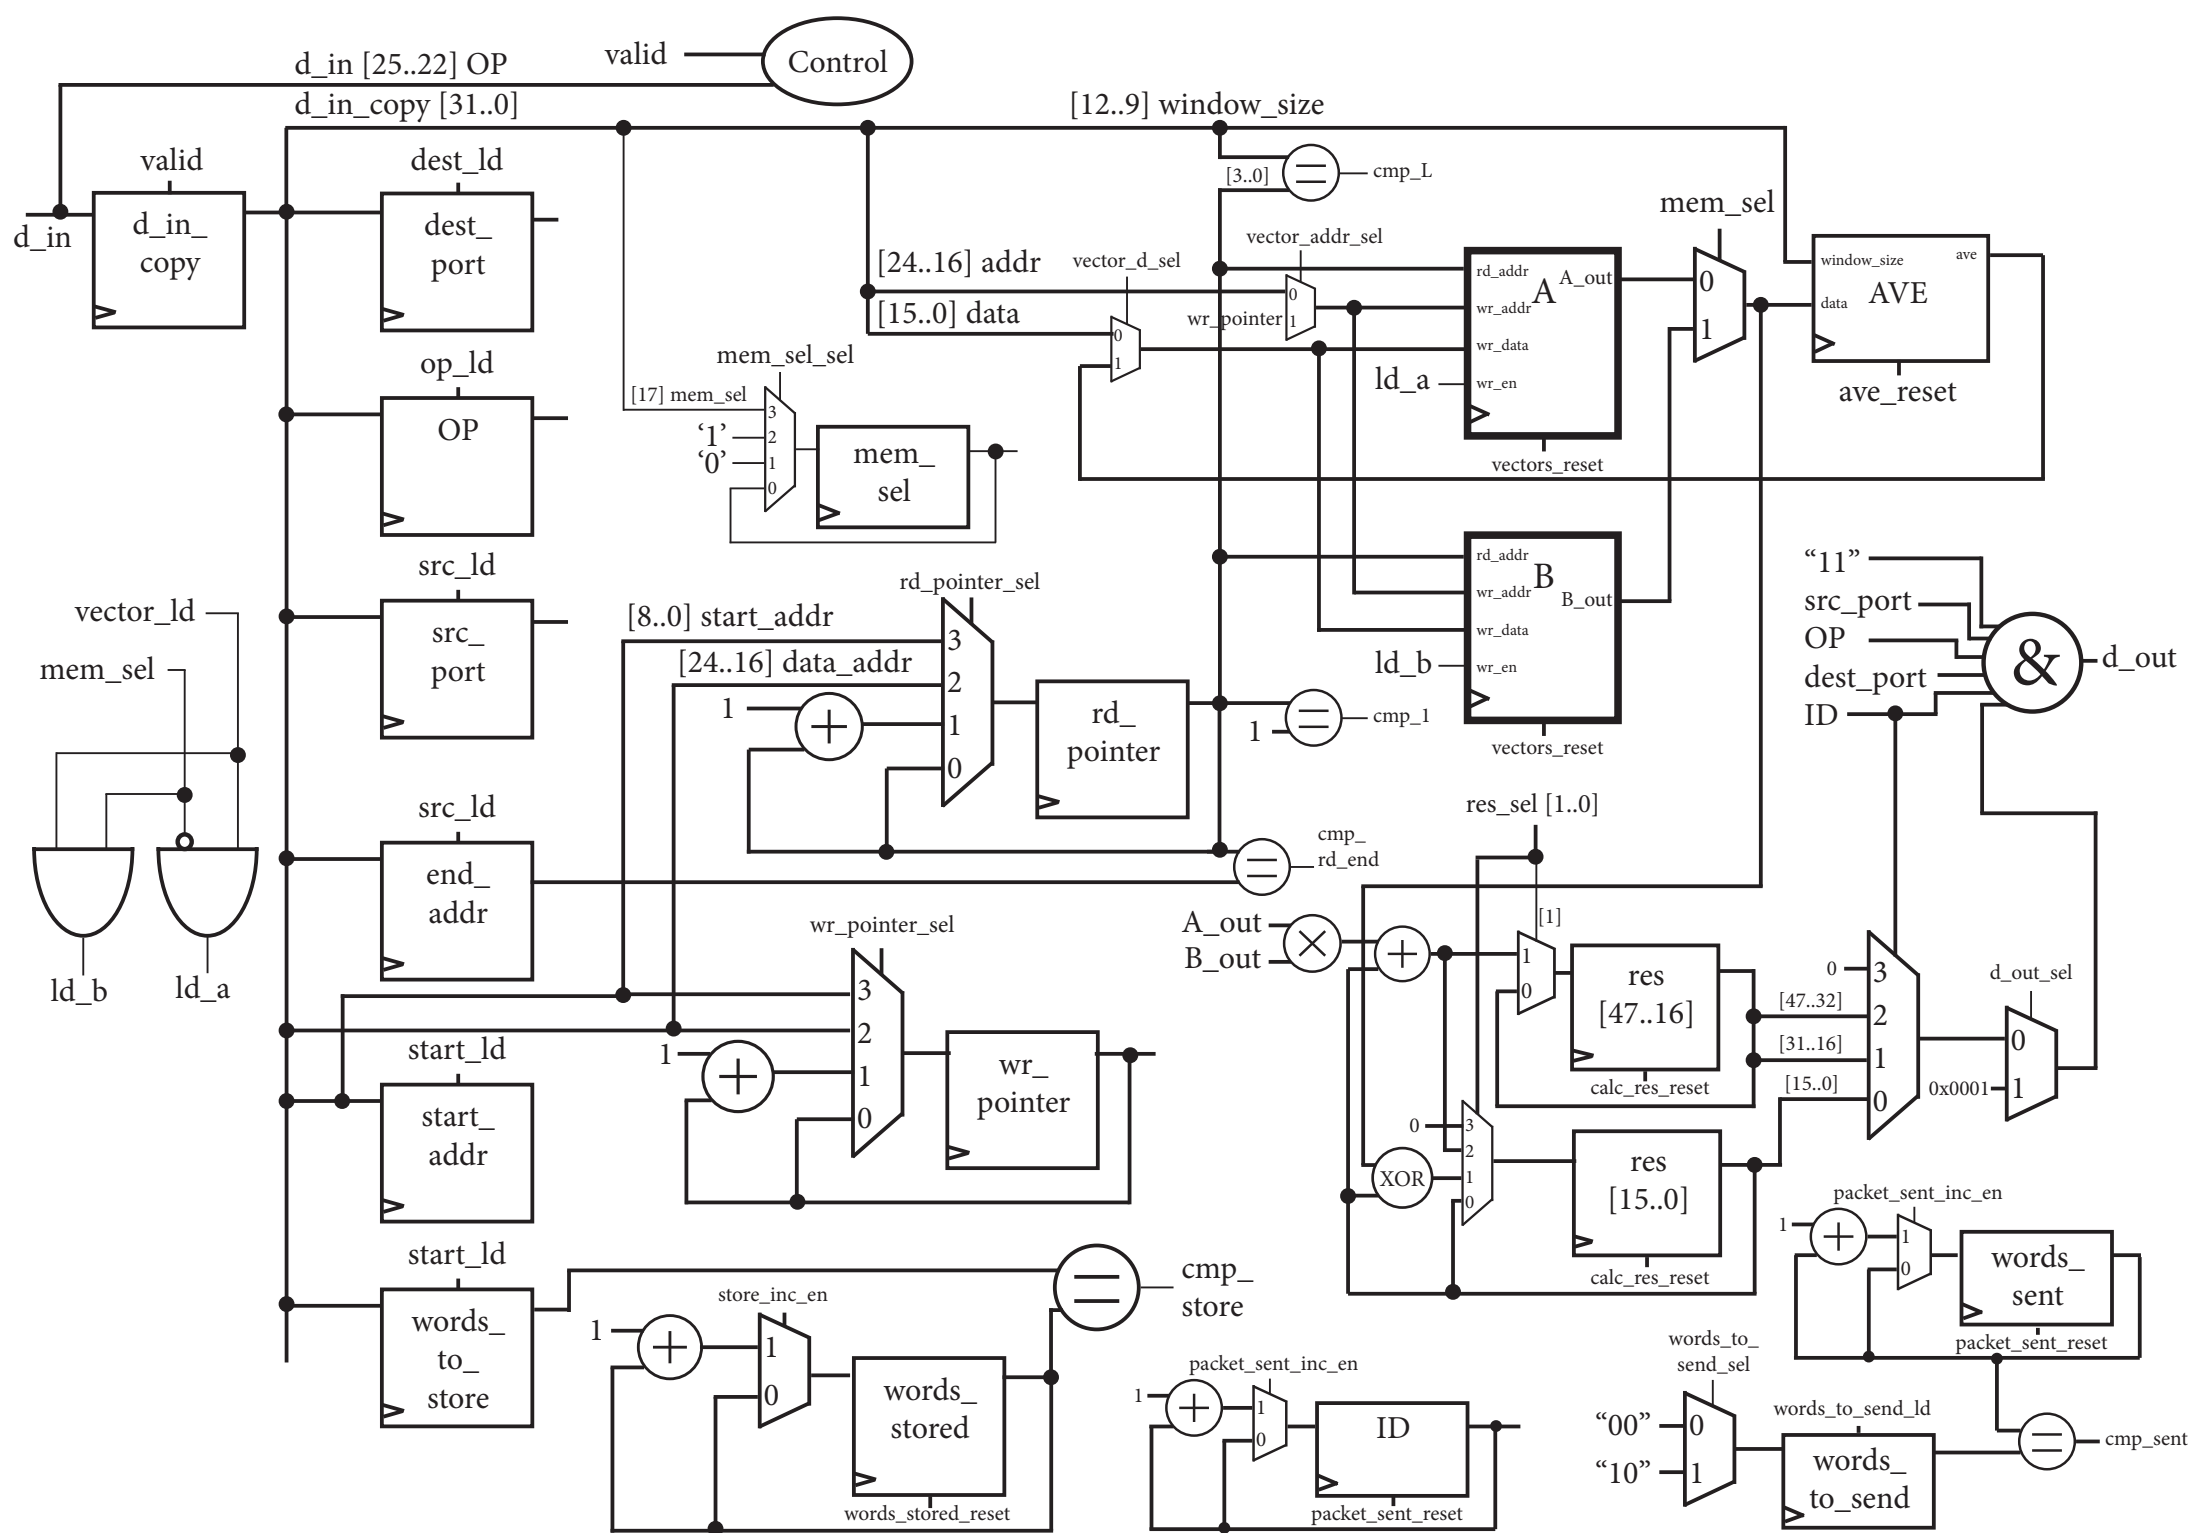 valid
Control
d_in [25..22] OP
d_in_copy [31..0]
[12..9] window_size
d_in
valid
d_in_
copy
dest_ld
dest_
port
op_ld
OP
src_ld
src_
port
src_ld
end_
addr
start_ld
start_
addr
start_ld
words_
to_
store
vector_ld
mem_sel
ld_b
ld_a
[3..0]
cmp_L
vector_addr_sel
vector_d_sel
[24..16] addr
[15..0] data
0
1
0
1
wr_pointer
mem_sel_sel
[17] mem_sel
‘1’
‘0’
3
2
1
0
mem_
sel
rd_addr
wr_addr
wr_data
wr_en
A
A_out
ld_a
vectors_reset
rd_addr
wr_addr
wr_data
wr_en
B
B_out
ld_b
vectors_reset
mem_sel
0
1
window_size
ave
data
AVE
ave_reset
rd_pointer_sel
[8..0] start_addr
[24..16] data_addr
1
+
3
2
1
0
rd_
pointer
1
cmp_1
cmp_
rd_end
wr_pointer_sel
1
+
3
2
1
0
wr_
pointer
“11”
src_port
OP
dest_port
ID
&
d_out
res_sel [1..0]
[1]
A_out
B_out
×
+
1
0
res
[47..16]
calc_res_reset
0
XOR
3
2
1
0
res
[15..0]
calc_res_reset
0
[47..32]
[31..16]
[15..0]
3
2
1
0
d_out_sel
0
0x0001
1
store_inc_en
1
+
1
0
words_
stored
words_stored_reset
cmp_
store
packet_sent_inc_en
1
+
1
0
ID
packet_sent_reset
packet_sent_inc_en
1
+
1
0
words_
sent
packet_sent_reset
words_to_
send_sel
“00”
“10”
0
1
words_to_send_ld
words_
to_send
cmp_sent